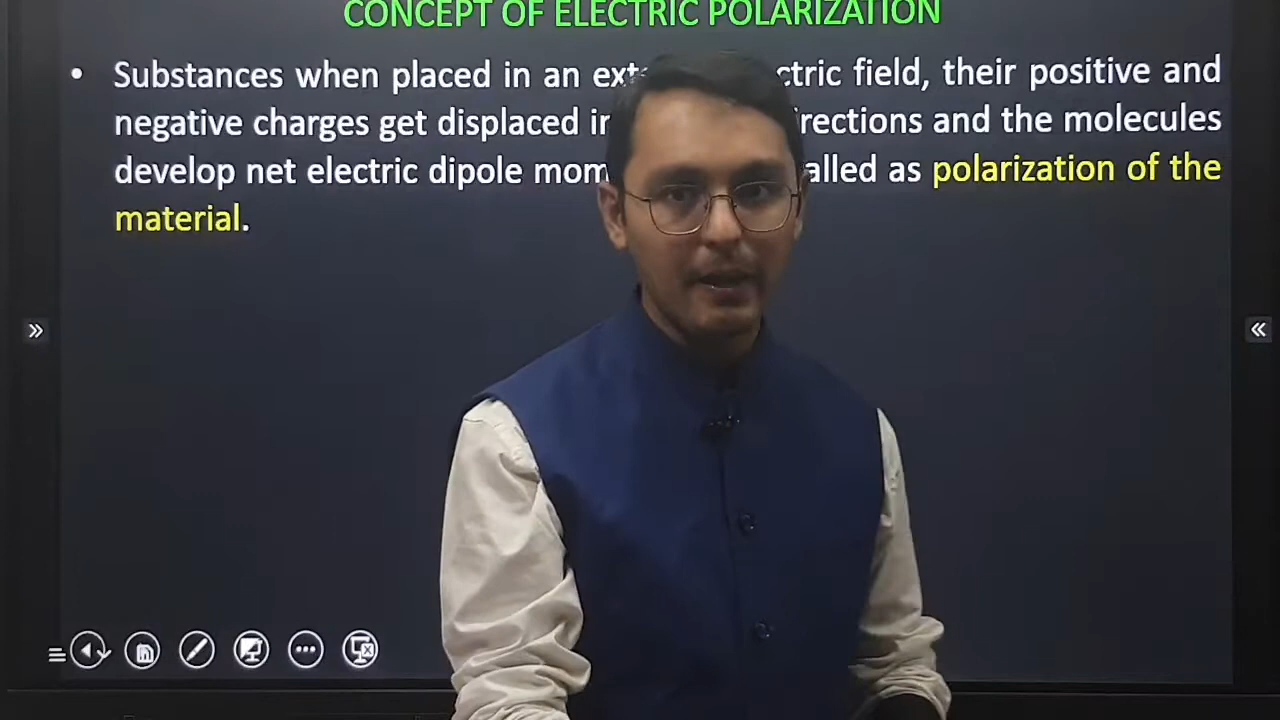 CONCEPT OF ELECTRIC POLARIZATION
• Substances when placed in an ext ctric field, their positive and
negative charges get displaced in rections and the molecules
develop net electric dipole mom alled as polarization of the
material.